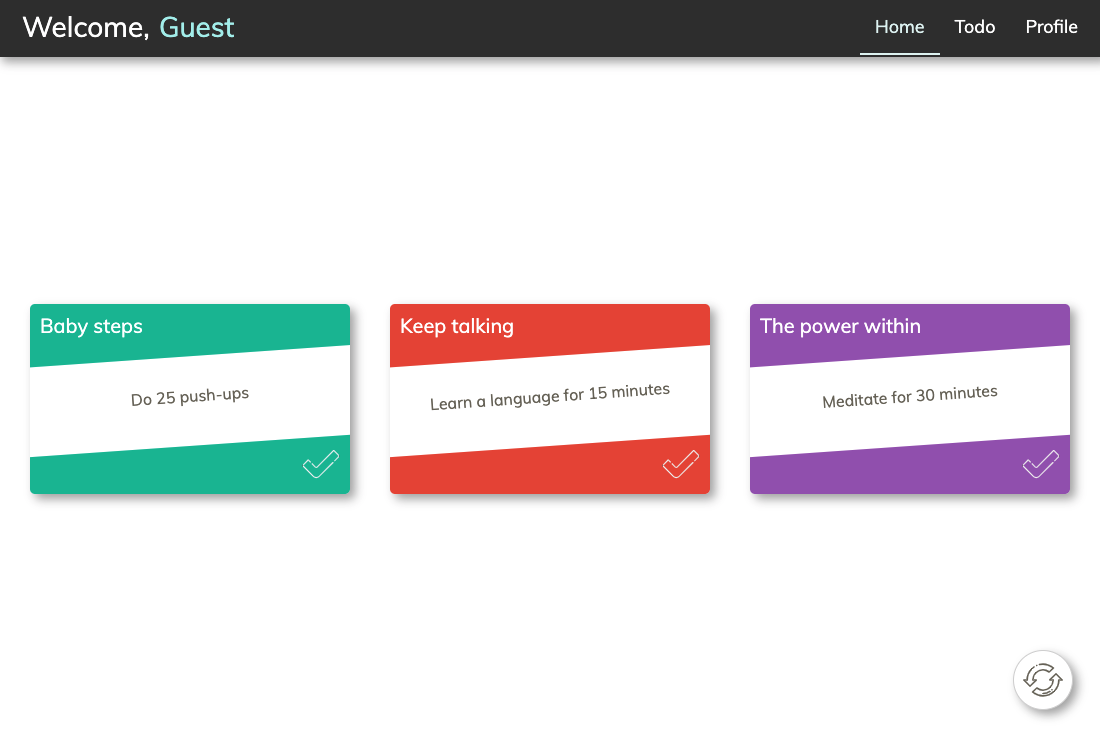 Welcome, Guest
Home Todo Profile
Baby steps
Do 25 push-ups
Keep talking
Learn a language for 15 minutes
The power within
Meditate for 30 minutes